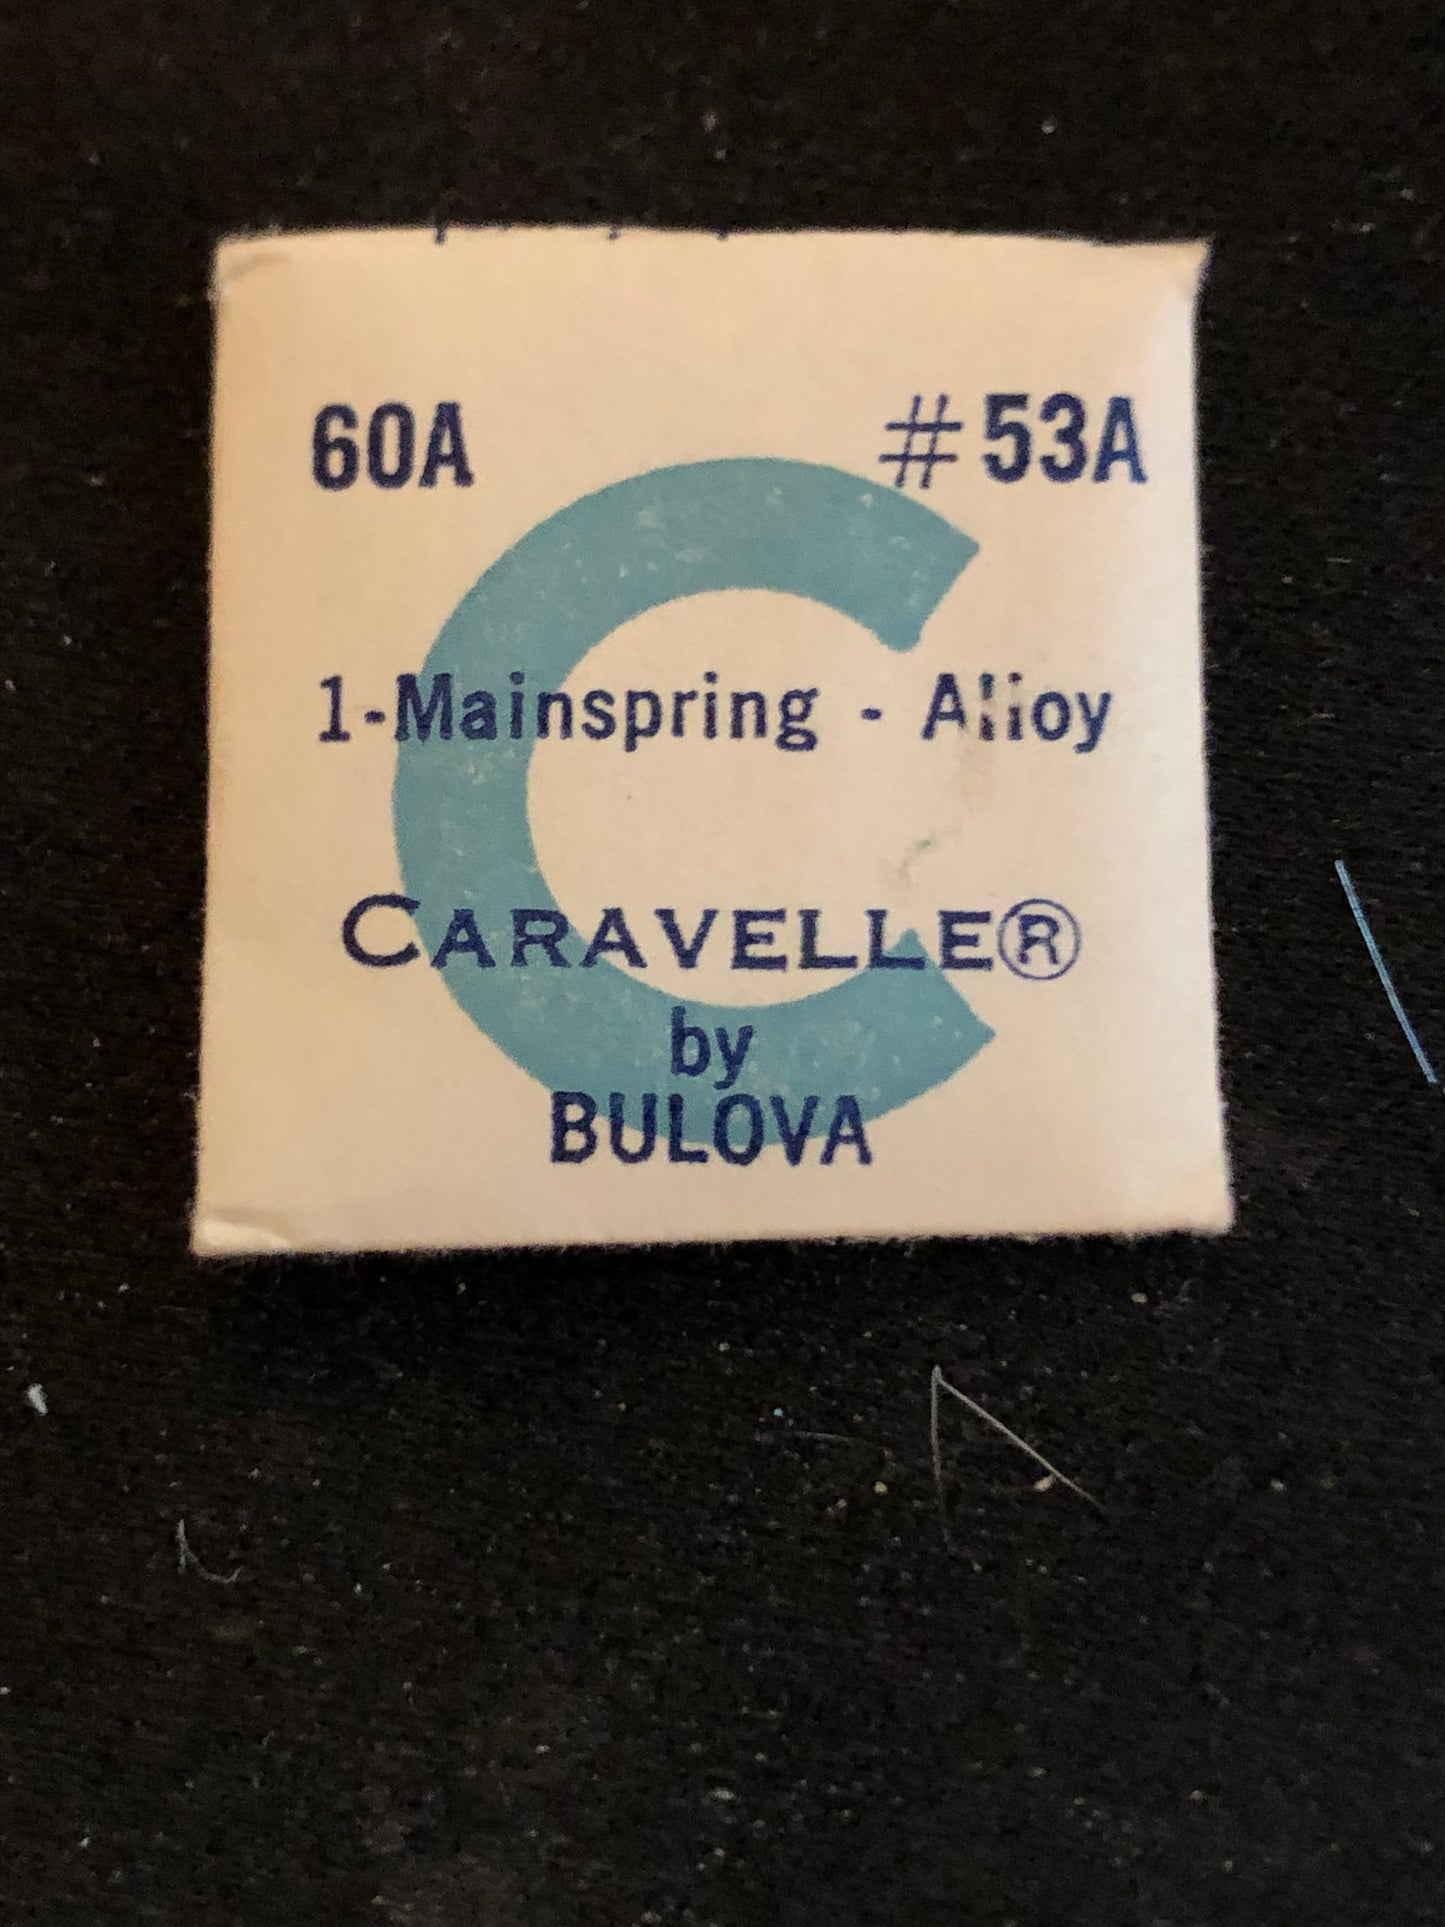 60A #53A
1-Mainspring - Alloy
CARAVELLE®
by
BULOVA